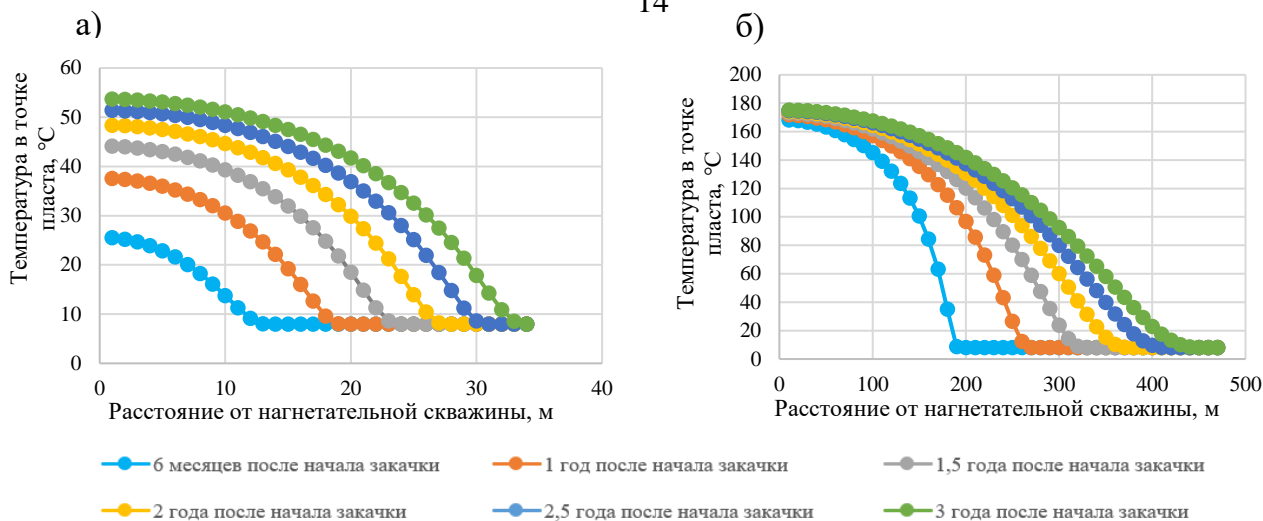 14
а)
б)
Температура в точке
пласта, °С
60
50
40
30
20
10
0
0 10 20 30 40
Расстояние от нагнетательной скважины, м
Температура в точке
пласта, °С
200
180
160
140
120
100
80
60
40
20
0
0 100 200 300 400 500
Расстояние от нагнетательной скважины, м
6 месяцев после начала закачки
1 год после начала закачки
1,5 года после начала закачки
2 года после начала закачки
2,5 года после начала закачки
3 года после начала закачки